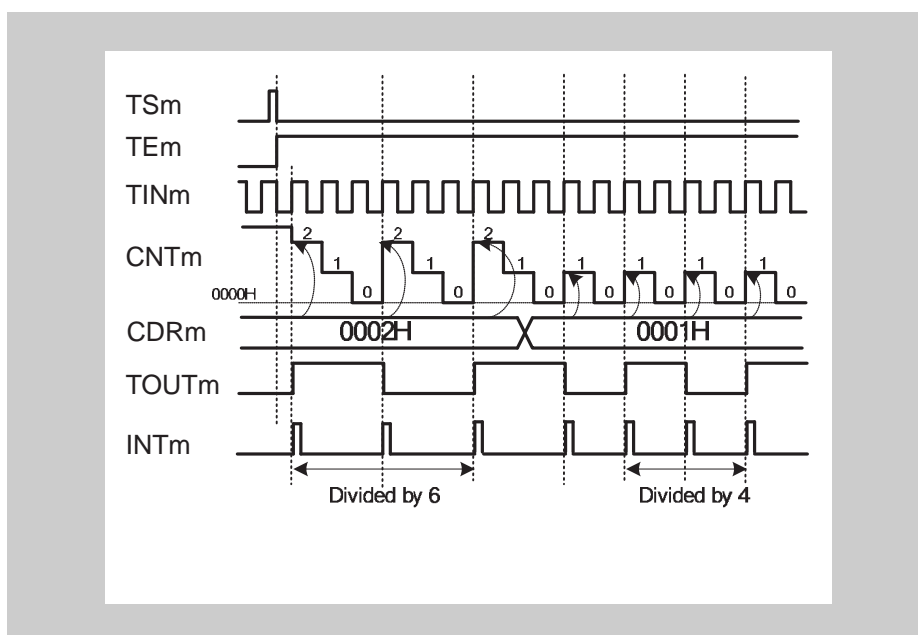 TSm
TEm
TINm
CNTm
2 2 2
1 1 1 1 1 1 1
0 0 0 0 0 0 0
0000H
CDRm 0002H 0001H
TOUTm
INTm
Divided by 6 Divided by 4